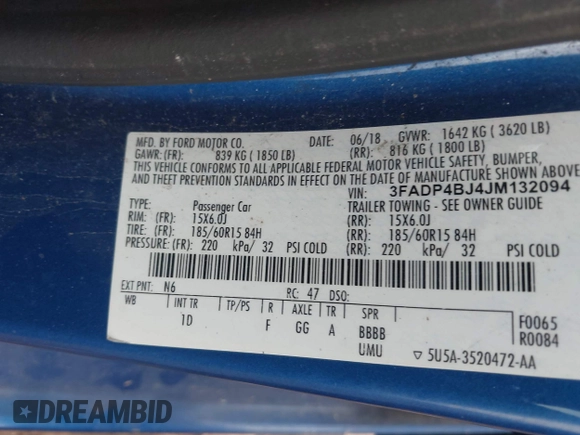 MFD. BY FORD MOTOR CO. DATE: 06/18 GVWR: 1642 KG ( 3620 LB)
GAWR: (FR): 839 KG ( 1850 LB) (RR): 816 KG ( 1800 LB)
THIS VEHICLE CONFORMS TO ALL APPLICABLE FEDERAL MOTOR VEHICLE SAFETY, BUMPER,
AND THEFT PREVENTION STANDARDS IN EFFECT ON THE DATE OF MANUFACTURE SHOWN ABOVE.
VIN: 3FADP4BJ4JM132094
TYPE: Passenger Car TRAILER TOWING - SEE OWNER GUIDE
RIM: (FR) 15X6.0J (RR): 15X6.0J
TIRE: (FR) 185/60R15 84H (RR): 185/60R15 84H
PRESSURE: (FR) 220 kPa/ 32 PSI COLD (RR): 220 kPa/ 32 PSI COLD
EXT PNT: N6 RC: 47 DSO:
WB INT TR TP/PS R AXLE TR SPR F0065
1D F GG A BBBB R0084
UMU ▽ 5U5A-3520472-AA
DREAMBID